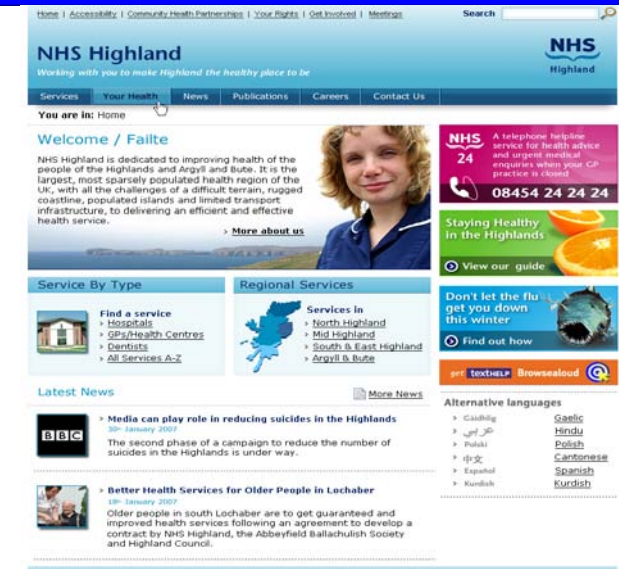 Home | Accessibility | Community Health Partnerships | Your Rights | Get Involved | Meetings
Search
NHS Highland
Working with you to make Highland the healthy place to be
NHS
Highland
Services Your Health News Publications Careers Contact Us
You are in: Home
Welcome / Failte
NHS Highland is dedicated to improving health of the
people of the Highlands and Argyll and Bute. It is the
largest, most sparsely populated health region of the
UK, with all the challenges of a difficult terrain, rugged
coastline, populated islands and limited transport
infrastructure, to delivering an efficient and effective
health service.
› More about us
NHS
24
A telephone helpline
service for health advice
and urgent medical
enquiries when your GP
practice is closed
08454 24 24 24
Staying Healthy
in the Highlands
View our guide
Don't let the flu
get you down
this winter
Find out how
get texthelp Browsealoud
Service By Type
Find a service
› Hospitals
› GPs/Health Centres
› Dentists
› All Services A-Z
Regional Services
Services in
› North Highland
› Mid Highland
› South & East Highland
› Argyll & Bute
Latest News
More News
BBC
› Media can play role in reducing suicides in the Highlands
30th January 2007
The second phase of a campaign to reduce the number of
suicides in the Highlands is under way.
› Better Health Services for Older People in Lochaber
18th January 2007
Older people in south Lochaber are to get guaranteed and
improved health services following an agreement to develop a
contract by NHS Highland, the Abbeyfield Ballachulish Society
and Highland Council.
Alternative languages
› Gàidhlig Gaelic
› Hindu
› Polski Polish
› 中文 Cantonese
› Español Spanish
› Kurdish Kurdish